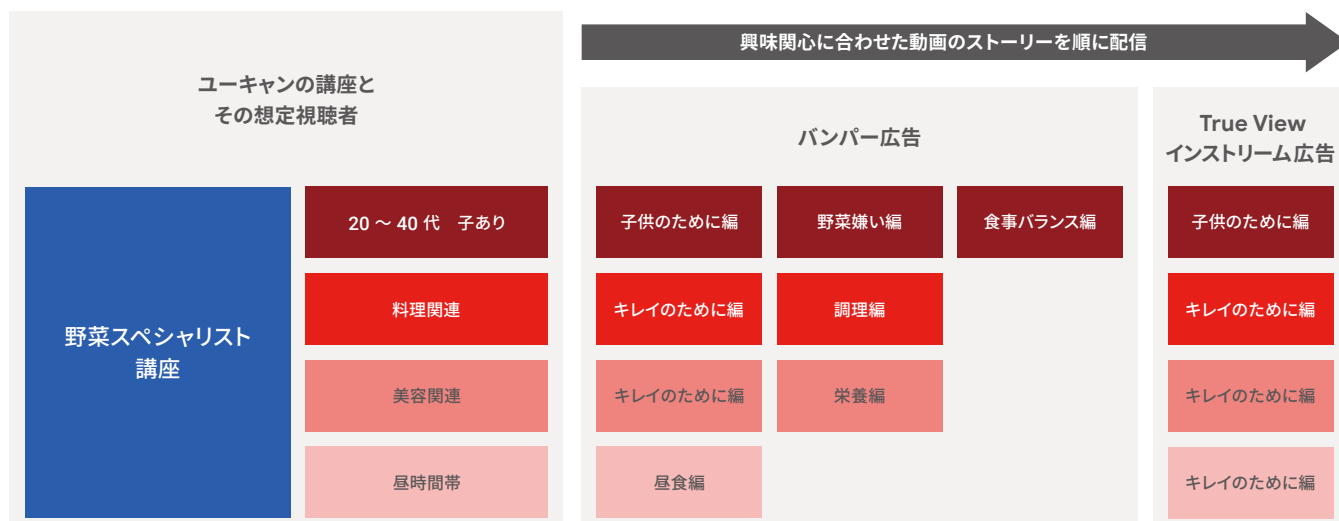 興味関心に合わせた動画のストーリーを順に配信
ユーキャンの講座と
その想定視聴者
バンパー広告
True View
インストリーム広告
野菜スペシャリスト
講座
20 〜 40 代　子あり
子供のために編
野菜嫌い編
食事バランス編
子供のために編
料理関連
キレイのために編
調理編
キレイのために編
美容関連
キレイのために編
栄養編
キレイのために編
昼時間帯
昼食編
キレイのために編